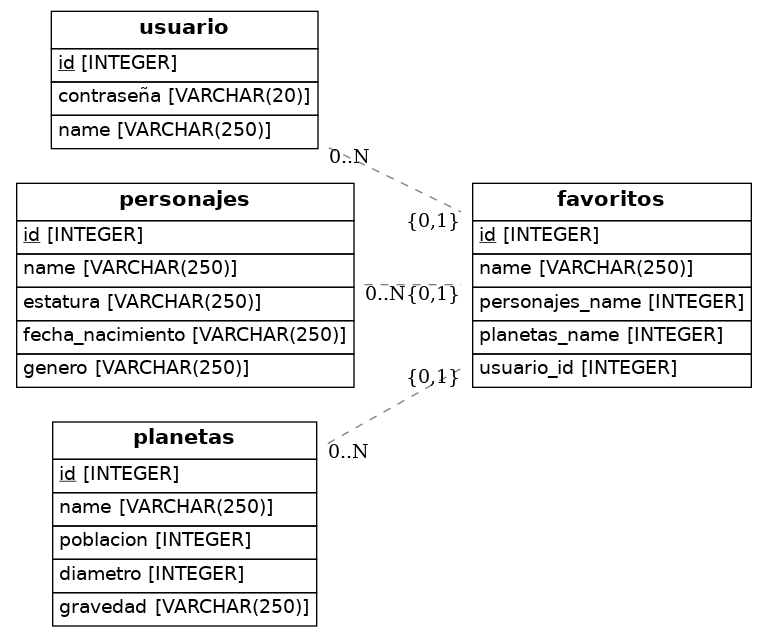 usuario
id [INTEGER]
contraseña [VARCHAR(20)]
name [VARCHAR(250)]
0..N
{0,1}
personajes
id [INTEGER]
name [VARCHAR(250)]
estatura [VARCHAR(250)]
fecha_nacimiento [VARCHAR(250)]
genero [VARCHAR(250)]
0..N
{0,1}
favoritos
id [INTEGER]
name [VARCHAR(250)]
personajes_name [INTEGER]
planetas_name [INTEGER]
usuario_id [INTEGER]
{0,1}
0..N
planetas
id [INTEGER]
name [VARCHAR(250)]
poblacion [INTEGER]
diametro [INTEGER]
gravedad [VARCHAR(250)]